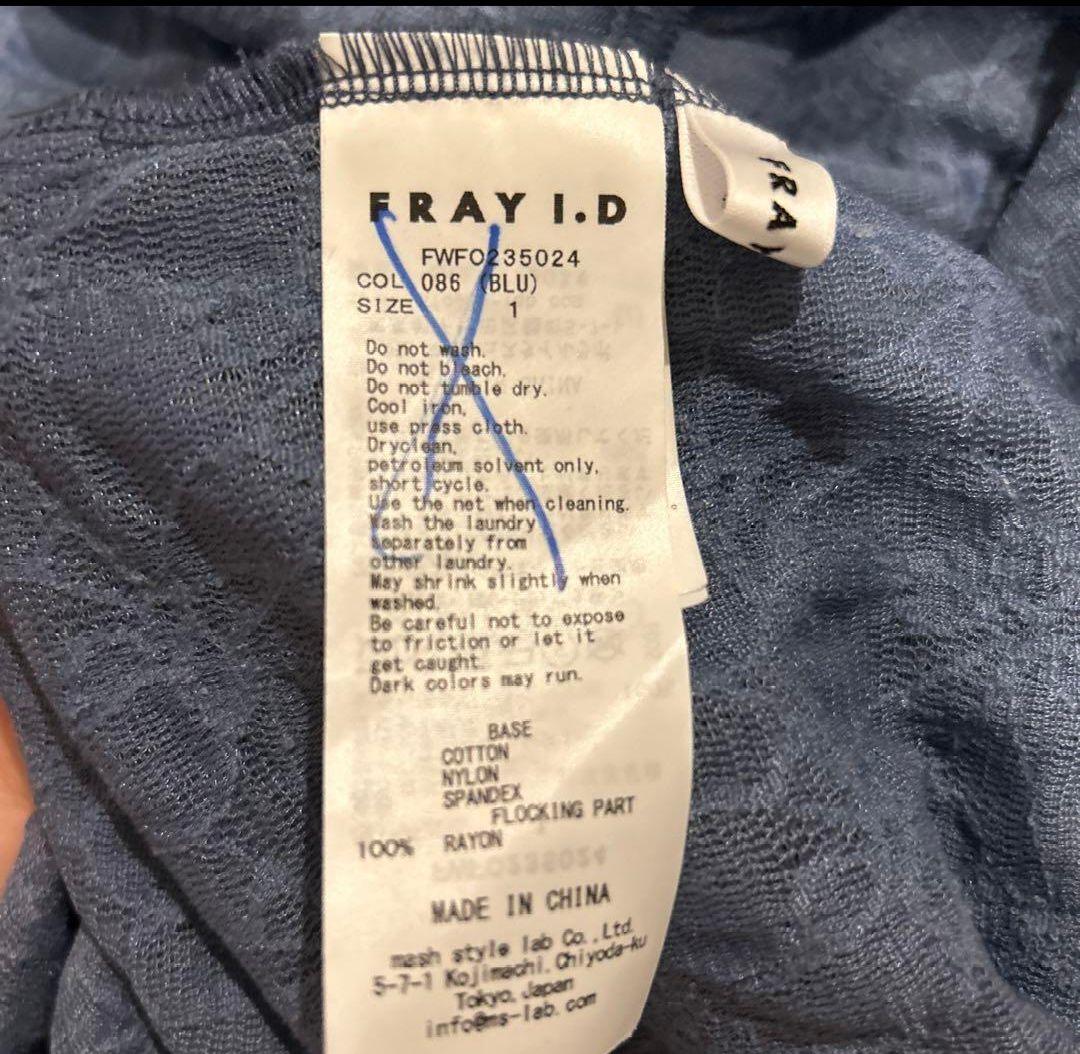 FRAY I.D
FWFO235024
COL 086 (BLU)
SIZE 1
Do not wash.
Do not bleach.
Do not tumble dry.
Cool iron,
use press cloth.
Dryclean,
petroleum solvent only,
short cycle.
Use the net when cleaning.
Wash the laundry
separately from
other laundry.
May shrink slightly when
washed.
Be careful not to expose
to friction or let it
get caught.
Dark colors may run.
BASE
COTTON
NYLON
SPANDEX
FLOCKING PART
100% RAYON
MADE IN CHINA
mash style lab Co.,Ltd.
5-7-1 Kojimachi, Chiyoda-ku
Tokyo, Japan
info@ms-lab.com
FRAY